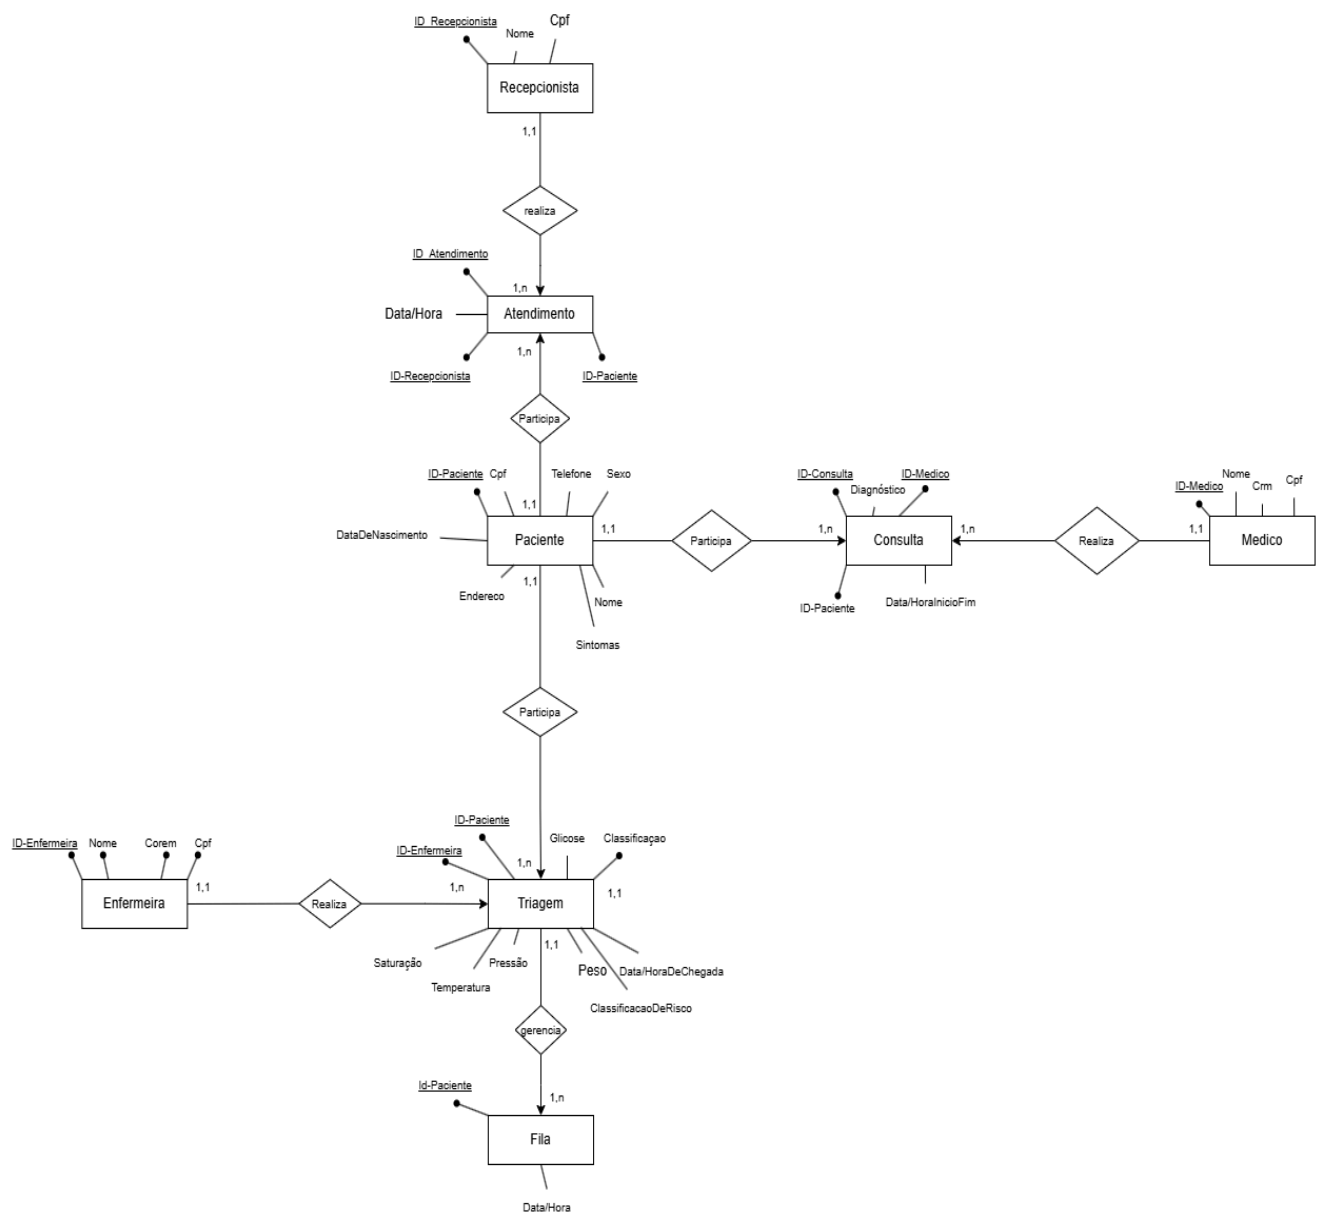 ID_Recepcionista
Nome
Cpf
Recepcionista
1,1
realiza
ID_Atendimento
1,n
Data/Hora
Atendimento
1,n
ID-Recepcionista
ID-Paciente
Participa
ID-Paciente
Cpf
Telefone
Sexo
1,1
DataDeNascimento
Paciente
1,1
1,1
Endereco
Nome
Sintomas
Participa
ID-Consulta
Diagnóstico
ID-Medico
1,n
Consulta
1,n
ID-Paciente
Data/HoraInicioFim
Realiza
ID-Medico
Nome
Crm
Cpf
1,1
Medico
Participa
ID-Enfermeira
Nome
Corem
Cpf
Enfermeira
1,1
Realiza
1,n
ID-Paciente
ID-Enfermeira
Glicose
Classificaçao
1,n
Triagem
1,1
1,1
Saturação
Temperatura
Pressão
Peso
Data/HoraDeChegada
ClassificacaoDeRisco
gerencia
Id-Paciente
1,n
Fila
Data/Hora